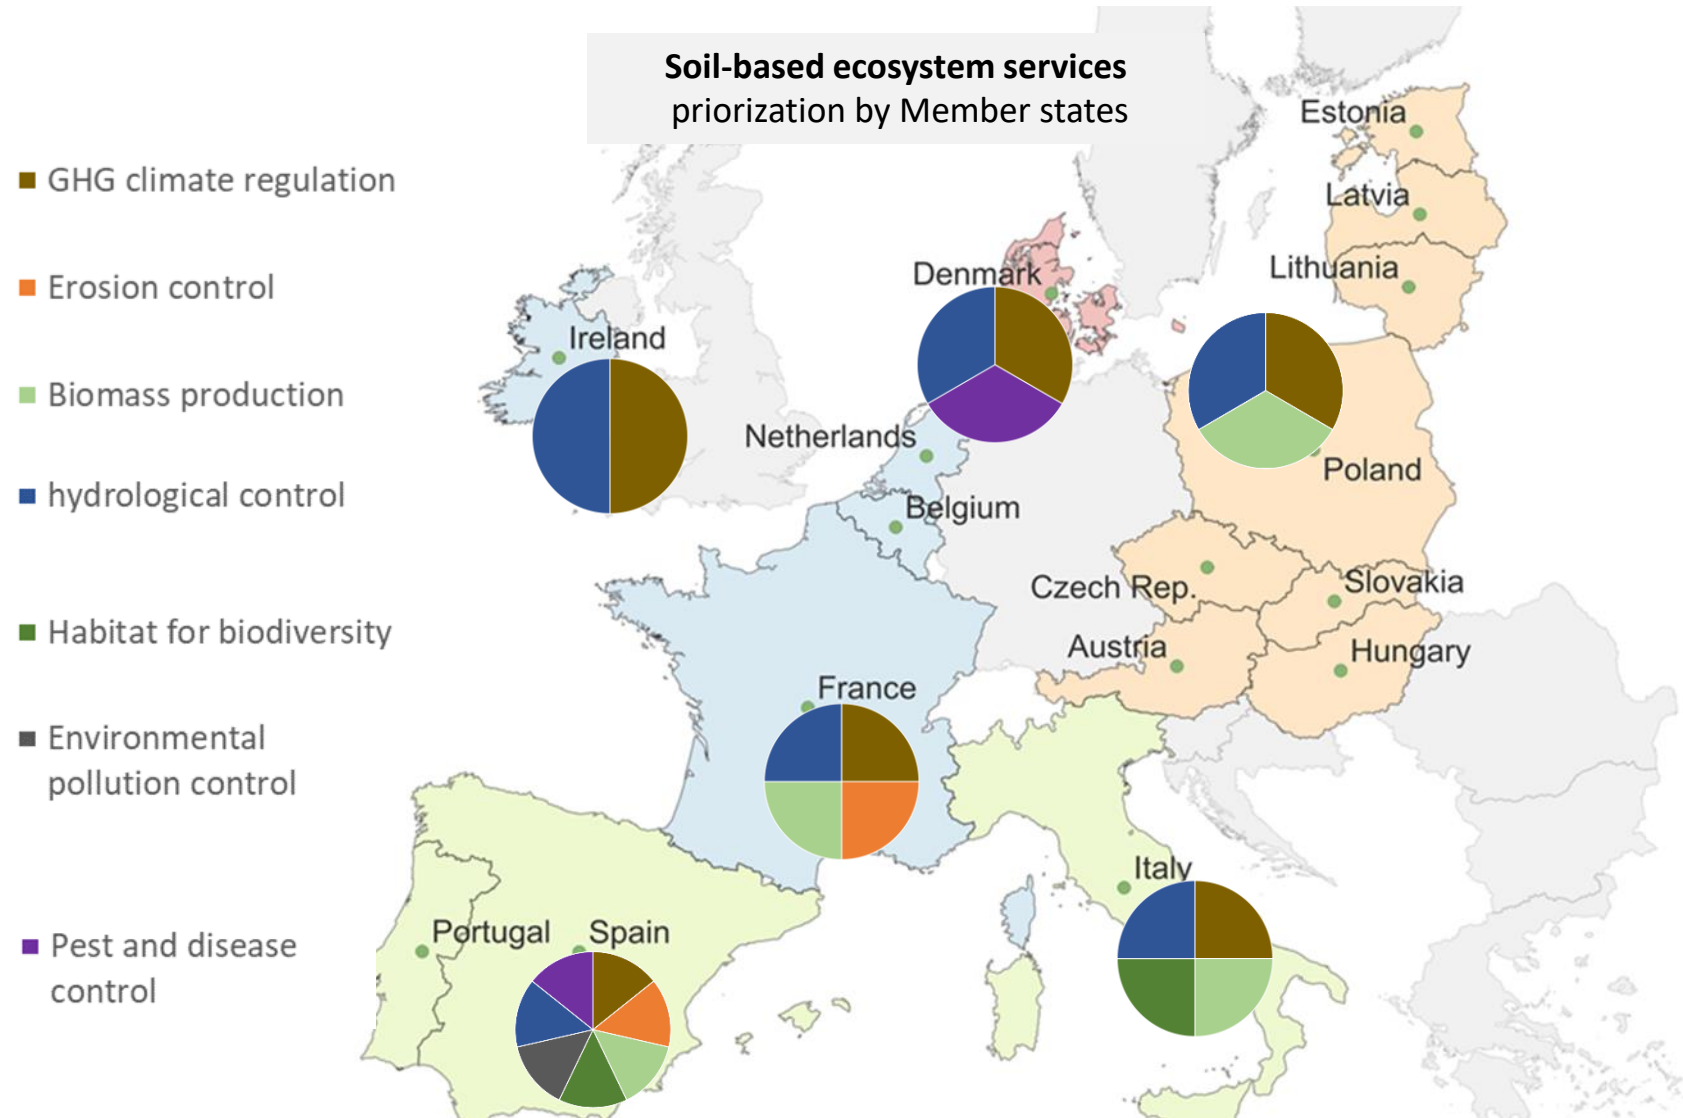 Soil-based ecosystem services
priorization by Member states
GHG climate regulation
Erosion control
Biomass production
hydrological control
Habitat for biodiversity
Environmental
pollution control
Pest and disease
control
Estonia
Latvia
Lithuania
Denmark
Ireland
Netherlands
Poland
Belgium
Czech Rep.
Slovakia
Austria
Hungary
France
Italy
Portugal
Spain